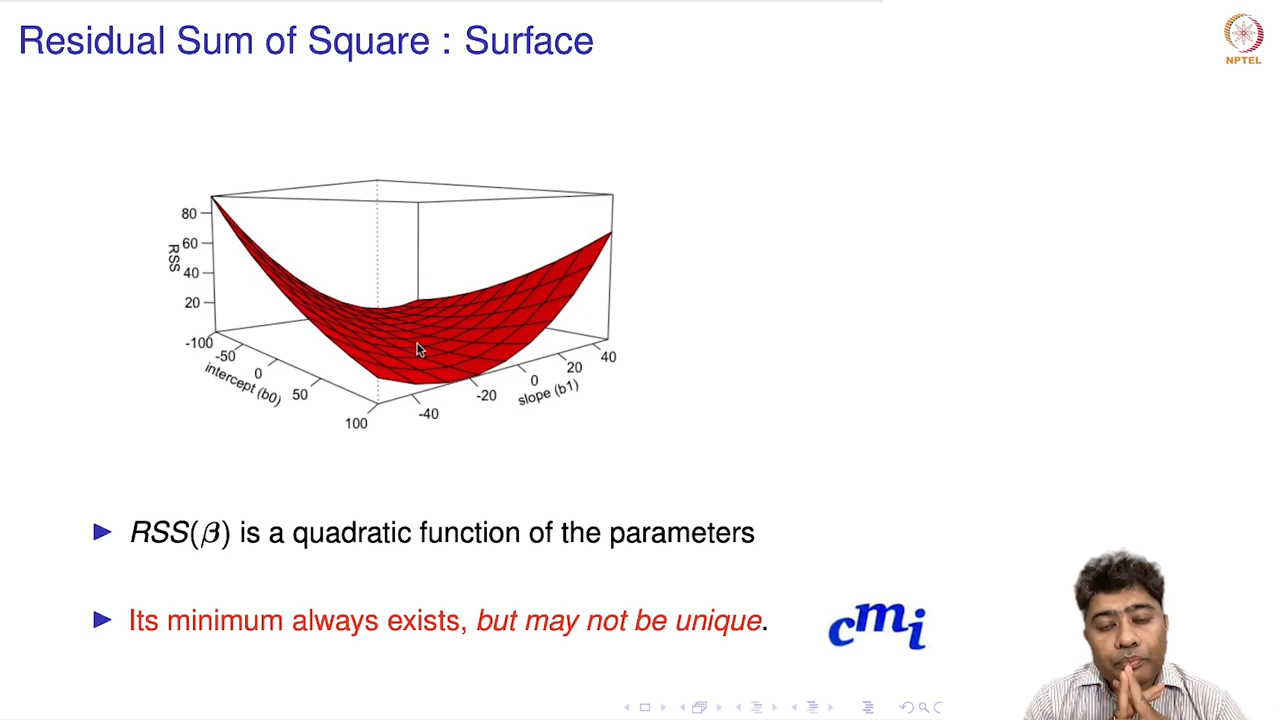 Residual Sum of Square : Surface
NPTEL
80
60
40
20
RSS
-100
-50
0
50
100
intercept (b0)
-40
-20
0
20
40
slope (b1)
RSS(β) is a quadratic function of the parameters
Its minimum always exists, but may not be unique.
cmi